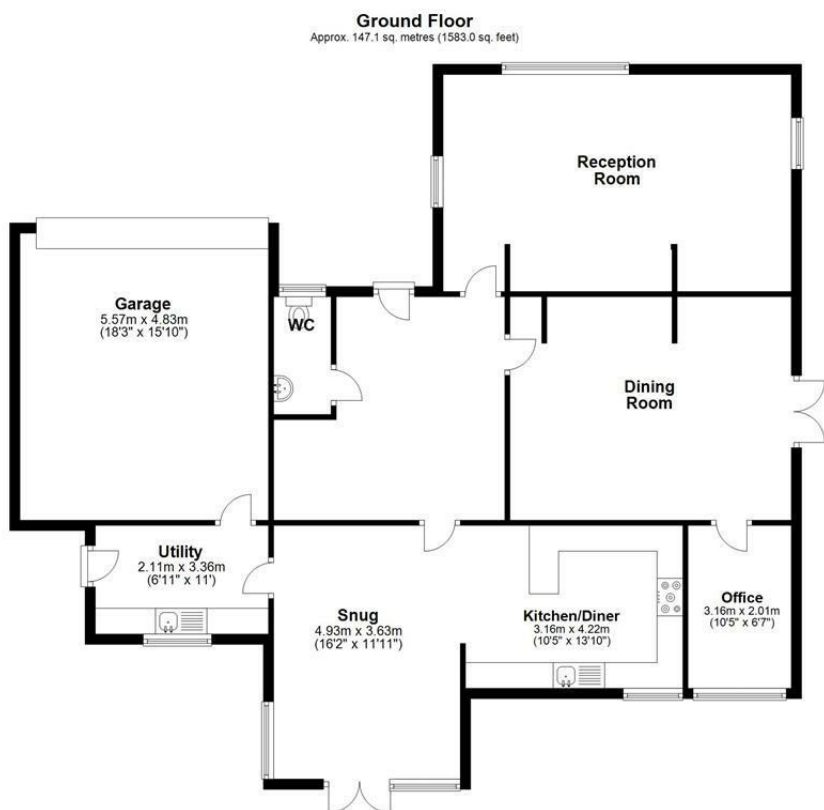 Ground Floor
Approx. 147.1 sq. metres (1583.0 sq. feet)
Reception
Room
Garage
5.57m x 4.83m
(18'3" x 15'10")
WC
Dining
Room
Utility
2.11m x 3.36m
(6'11" x 11')
Snug
4.93m x 3.63m
(16'2" x 11'11")
Kitchen/Diner
3.16m x 4.22m
(10'5" x 13'10")
Office
3.16m x 2.01m
(10'5" x 6'7")